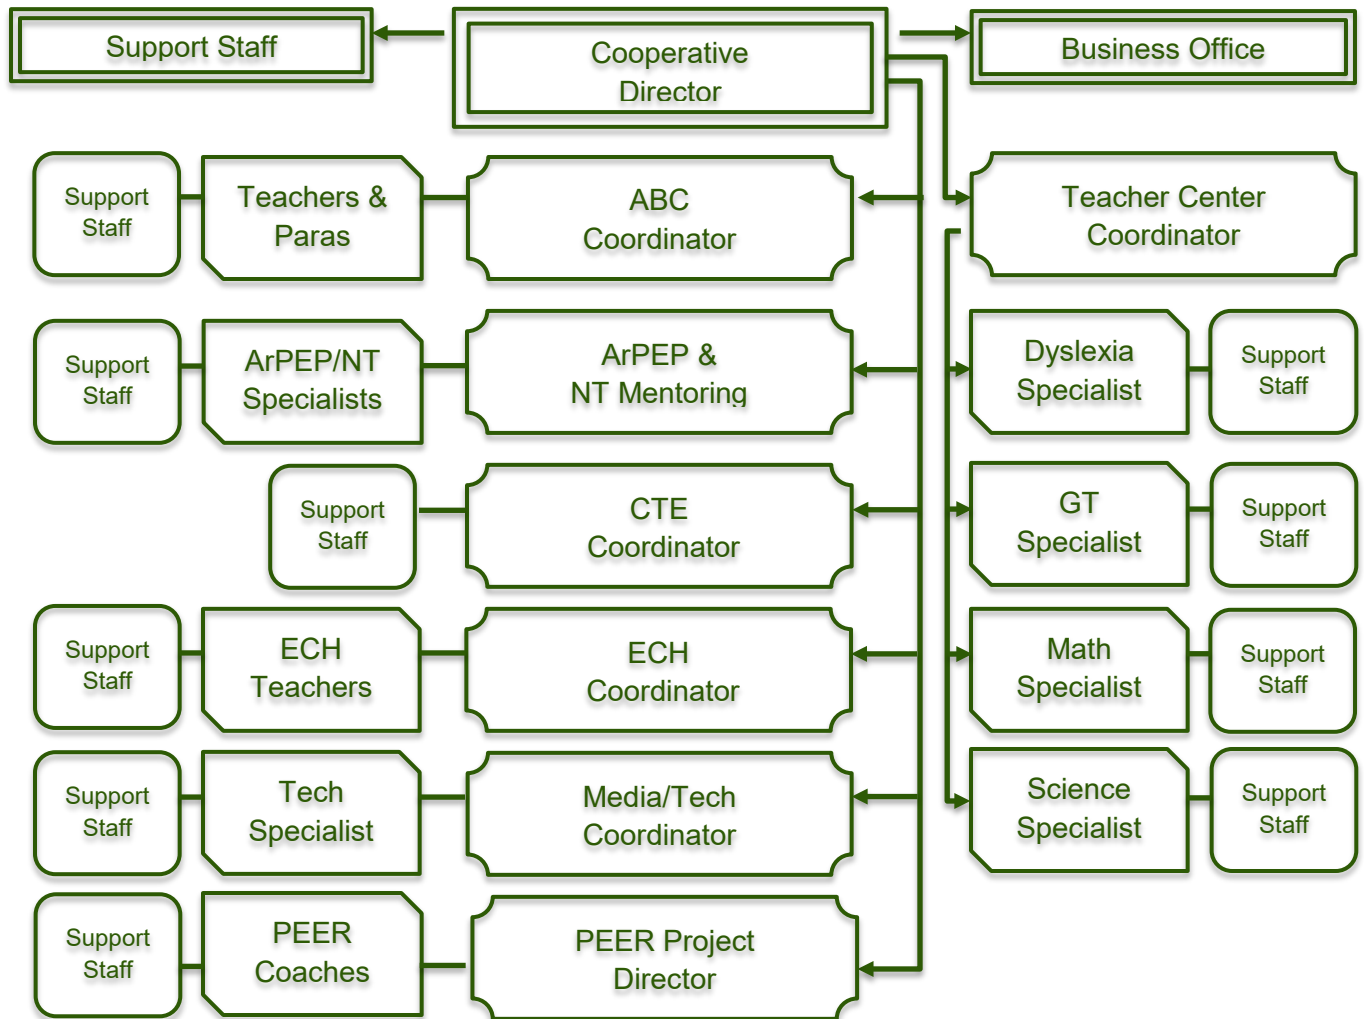 Support Staff
Cooperative
Director
Business Office
Support
Staff
Teachers &
Paras
ABC
Coordinator
Teacher Center
Coordinator
Support
Staff
ArPEP/NT
Specialists
ArPEP &
NT Mentoring
Dyslexia
Specialist
Support
Staff
Support
Staff
CTE
Coordinator
GT
Specialist
Support
Staff
Support
Staff
ECH
Teachers
ECH
Coordinator
Math
Specialist
Support
Staff
Support
Staff
Tech
Specialist
Media/Tech
Coordinator
Science
Specialist
Support
Staff
Support
Staff
PEER
Coaches
PEER Project
Director